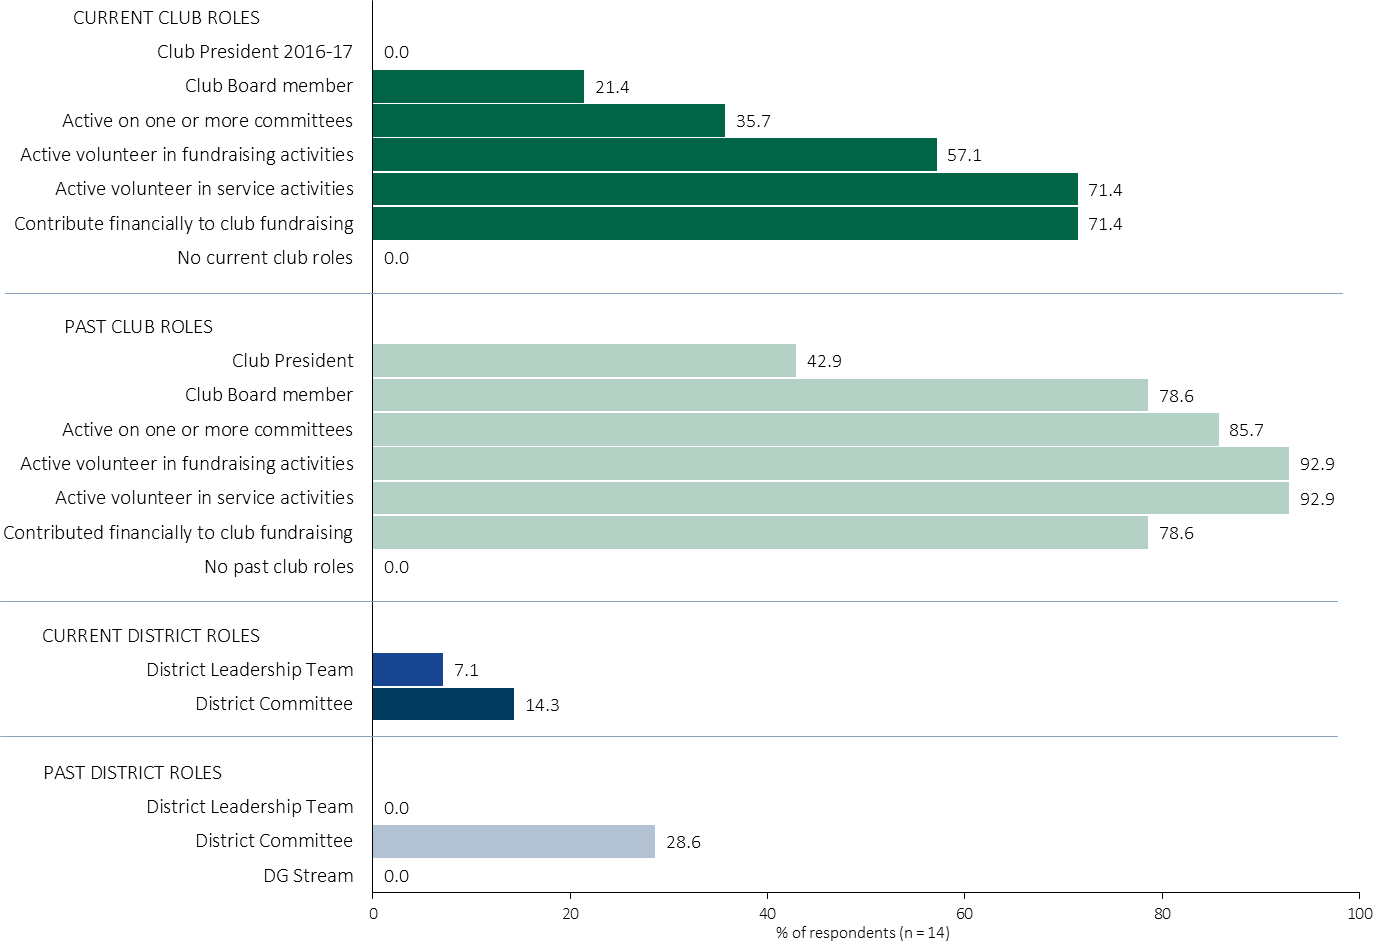 CURRENT CLUB ROLES
Club President 2016-17 0.0
Club Board member 21.4
Active on one or more committees 35.7
Active volunteer in fundraising activities 57.1
Active volunteer in service activities 71.4
Contribute financially to club fundraising 71.4
No current club roles 0.0
PAST CLUB ROLES
Club President 42.9
Club Board member 78.6
Active on one or more committees 85.7
Active volunteer in fundraising activities 92.9
Active volunteer in service activities 92.9
Contributed financially to club fundraising 78.6
No past club roles 0.0
CURRENT DISTRICT ROLES
District Leadership Team 7.1
District Committee 14.3
PAST DISTRICT ROLES
District Leadership Team 0.0
District Committee 28.6
DG Stream 0.0
0 20 40 60 80 100
% of respondents (n = 14)